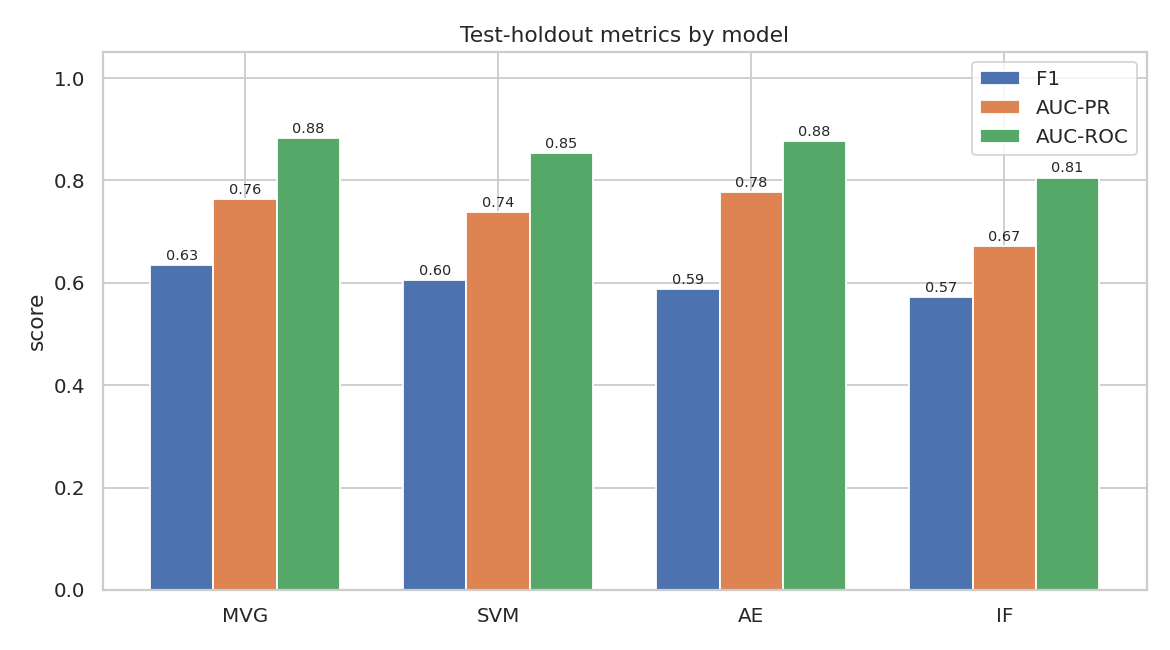 Test-holdout metrics by model
score
1.0
0.8
0.6
0.4
0.2
0.0
F1
AUC-PR
AUC-ROC
0.63
0.76
0.88
0.60
0.74
0.85
0.59
0.78
0.88
0.57
0.67
0.81
MVG
SVM
AE
IF